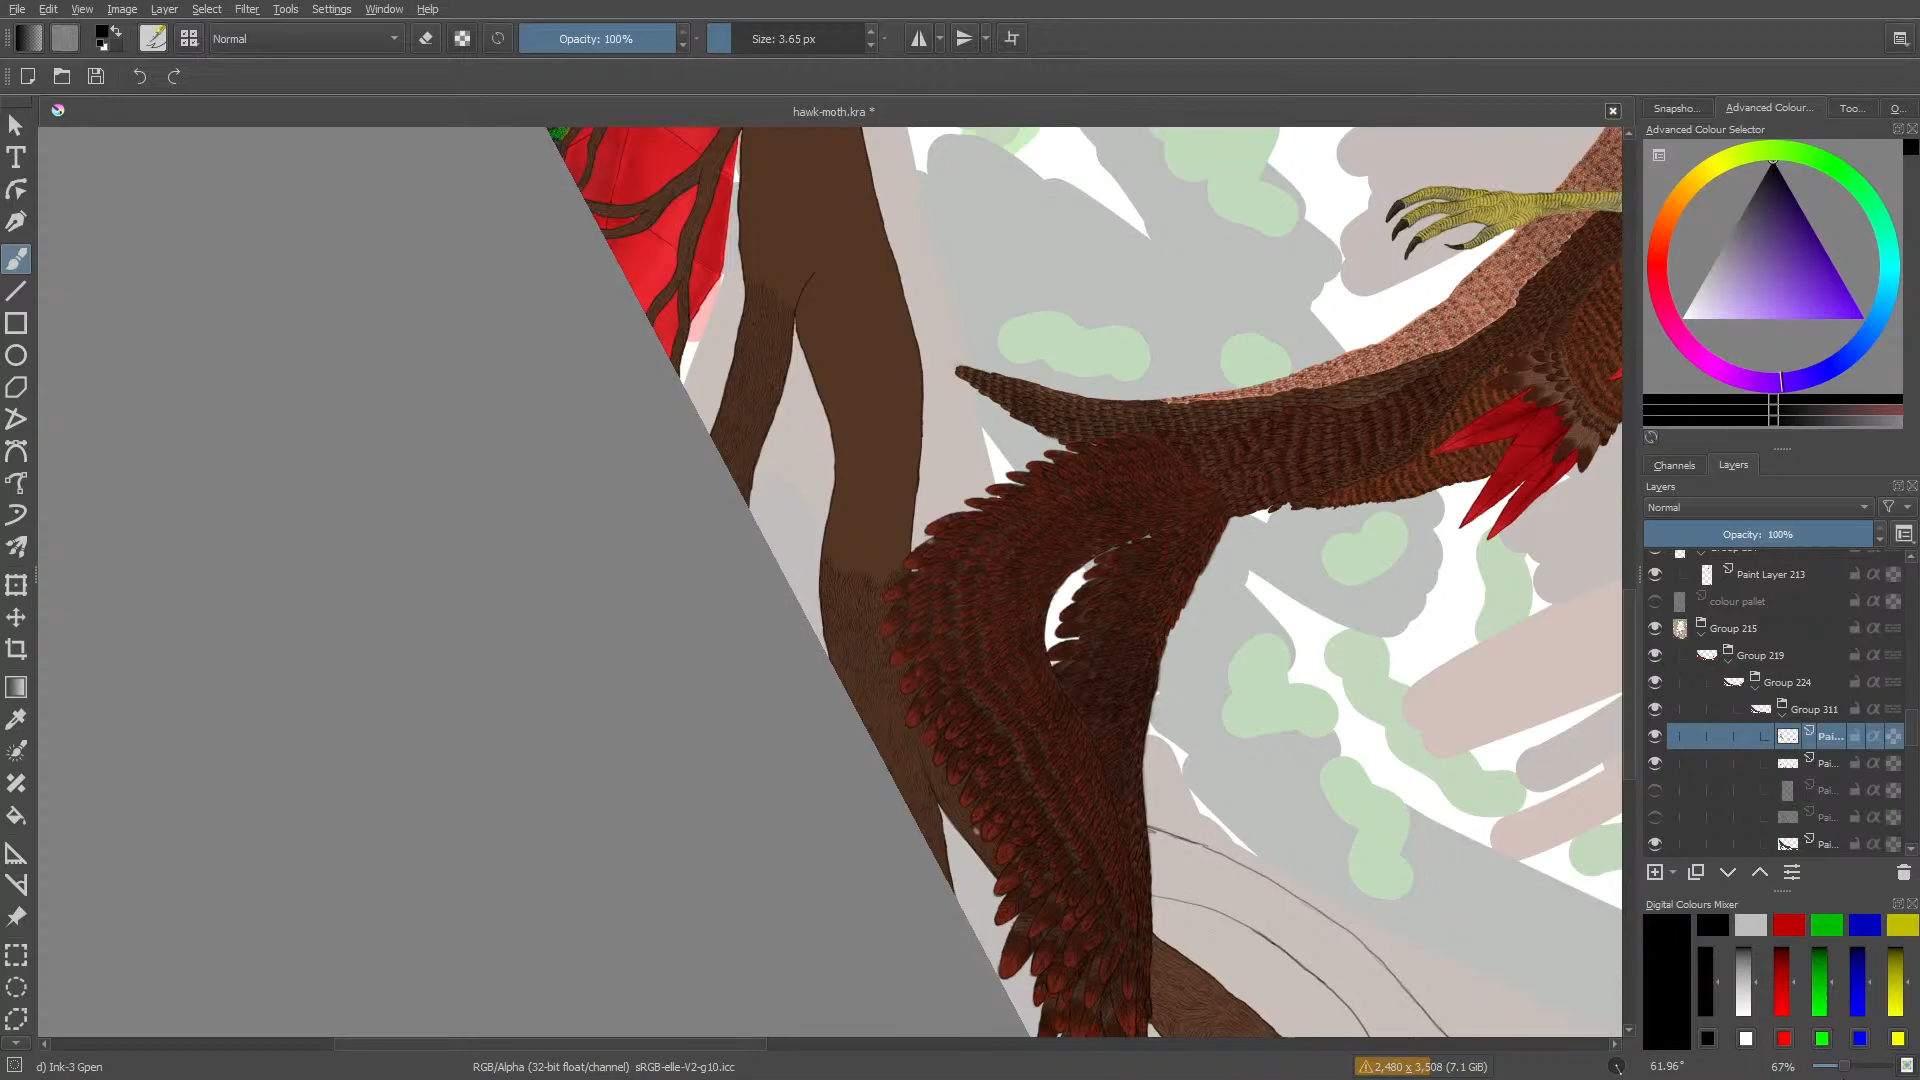 File Edit View Image Layer Select Filter Tools Settings Window Help
Normal Opacity: 100% Size: 3.65 px
hawk-moth.kra *
Snapsho... Advanced Colour... Too... O...
Advanced Colour Selector
Channels Layers
Layers
Normal
Opacity: 100%
Paint Layer 213
colour pallet
Group 215
Group 219
Group 224
Group 311
Pai...
Pai...
Pai...
Pai...
Pai...
Digital Colours Mixer
d) Ink-3 Gpen RGB/Alpha (32-bit float/channel) sRGB-elle-V2-g10.icc 2,480 x 3,508 (7.1 GiB) 61.96° 67%